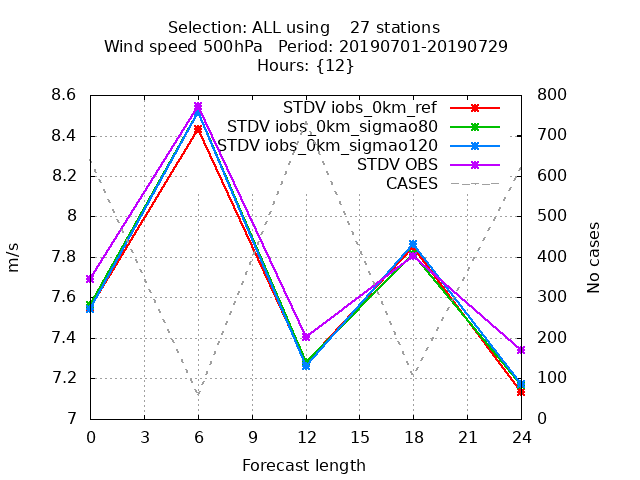 Selection: ALL using    27 stations
Wind speed 500hPa   Period: 20190701-20190729
Hours: {12}
8.6
8.4
8.2
8
7.8
7.6
7.4
7.2
7
m/s
STDV iobs_0km_ref
STDV iobs_0km_sigmao80
STDV iobs_0km_sigmao120
STDV OBS
CASES
800
700
600
500
400
300
200
100
0
No cases
0 3 6 9 12 15 18 21 24
Forecast length